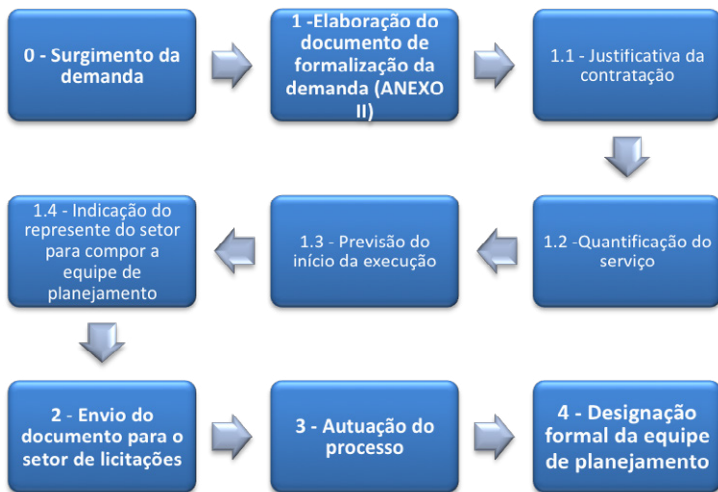 0 - Surgimento da
demanda
1 -Elaboração do
documento de
formalização da
demanda (ANEXO
II)
1.1 - Justificativa da
contratação
1.2 -Quantificação do
serviço
1.3 - Previsão do
início da execução
1.4 - Indicação do
represente do setor
para compor a
equipe de
planejamento
2 - Envio do
documento para o
setor de licitações
3 - Autuação do
processo
4 - Designação
formal da equipe
de planejamento